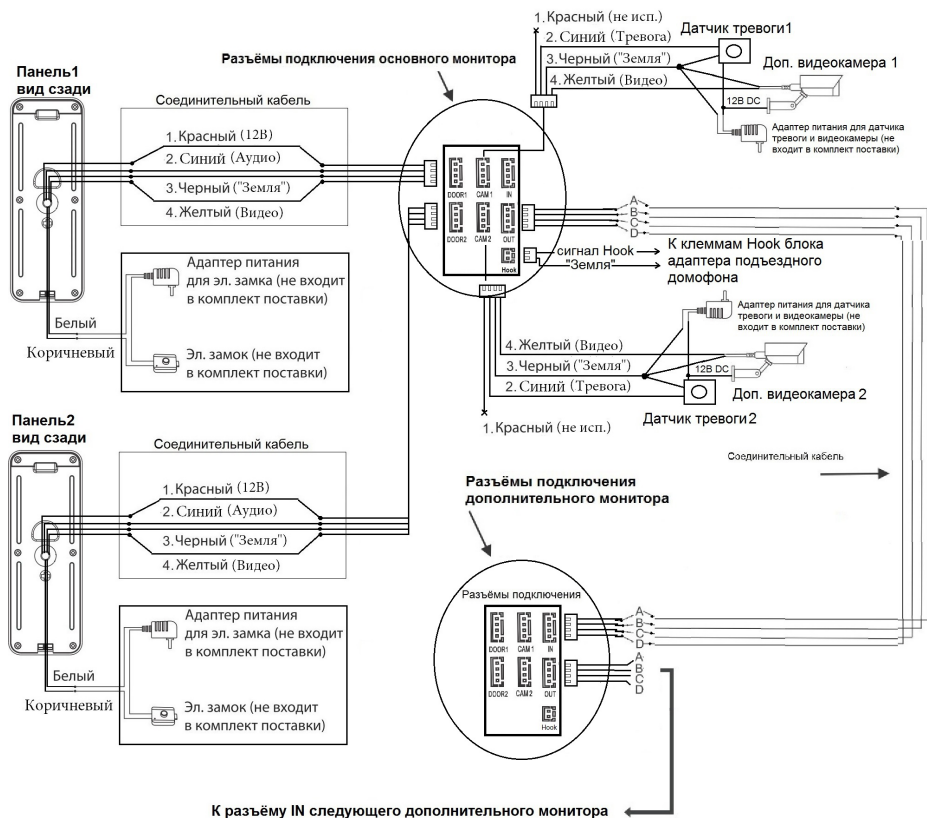 1. Красный (не исп.)
2. Синий (Тревога)
3. Черный ("Земля")
4. Желтый (Видео)
Датчик тревоги1
Доп. видеокамера 1
12В DC
Адаптер питания для датчика
тревоги и видеокамеры (не
входит в комплект поставки)
Разъёмы подключения основного монитора
Панель1
вид сзади
Соединительный кабель
1. Красный (12В)
2. Синий (Аудио)
3. Черный ("Земля")
4. Желтый (Видео)
DOOR1 CAM 1 IN
DOOR2 CAM 2 OUT
Hook
A
B
C
D
сигнал Hook
"Земля"
К клеммам Hook блока
адаптера подъездного
домофона
Адаптер питания
для эл. замка (не входит
в комплект поставки)
Белый
Коричневый
Эл. замок (не входит
в комплект поставки)
Адаптер питания для датчика
тревоги и видеокамеры (не
входит в комплект поставки)
4. Желтый (Видео)
3. Черный ("Земля")
2. Синий (Тревога)
1. Красный (не исп.)
12В DC
Доп. видеокамера 2
Датчик тревоги2
Панель2
вид сзади
Соединительный кабель
1. Красный (12В)
2. Синий (Аудио)
3. Черный ("Земля")
4. Желтый (Видео)
Соединительный кабель
Разъёмы подключения
дополнительного монитора
Разъёмы подключения
DOOR1 CAM 1 IN
DOOR2 CAM 2 OUT
Hook
A
B
C
D
A
B
C
D
Адаптер питания
для эл. замка (не входит
в комплект поставки)
Белый
Коричневый
Эл. замок (не входит
в комплект поставки)
К разъёму IN следующего дополнительного монитора